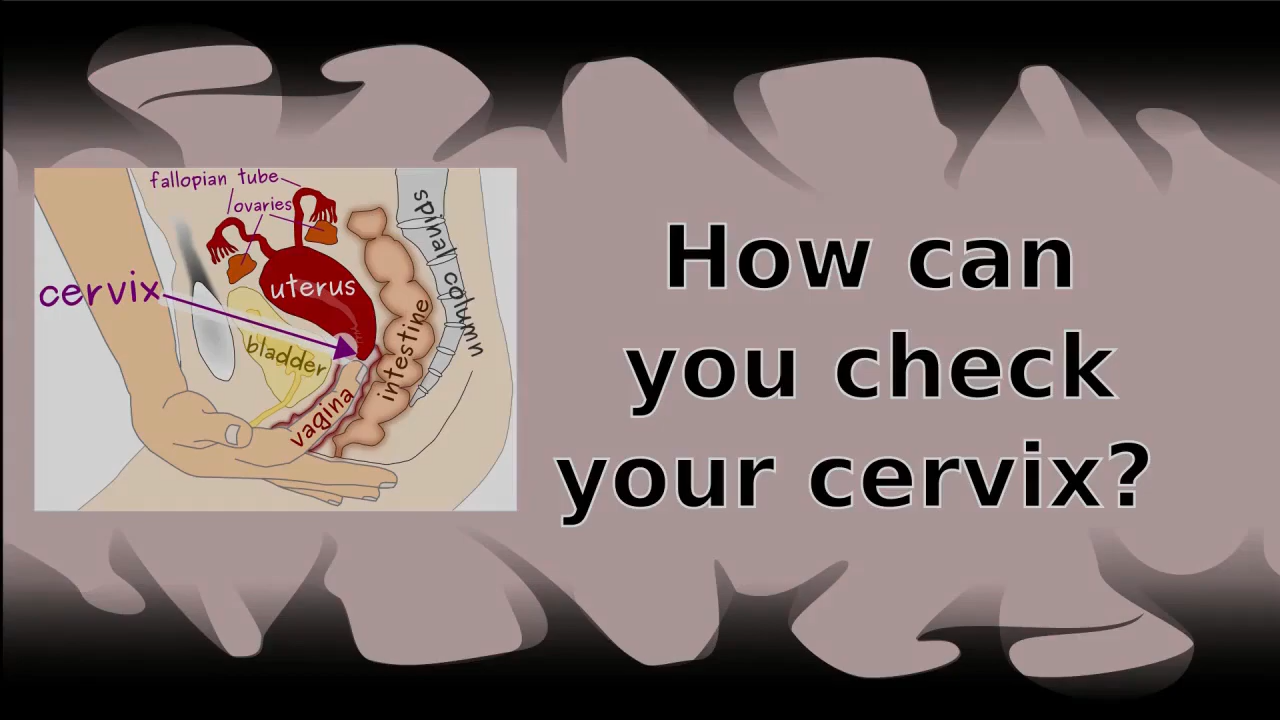 fallopian tube
ovaries
spinal column
cervix
uterus
bladder
intestine
vagina
How can
you check
your cervix?